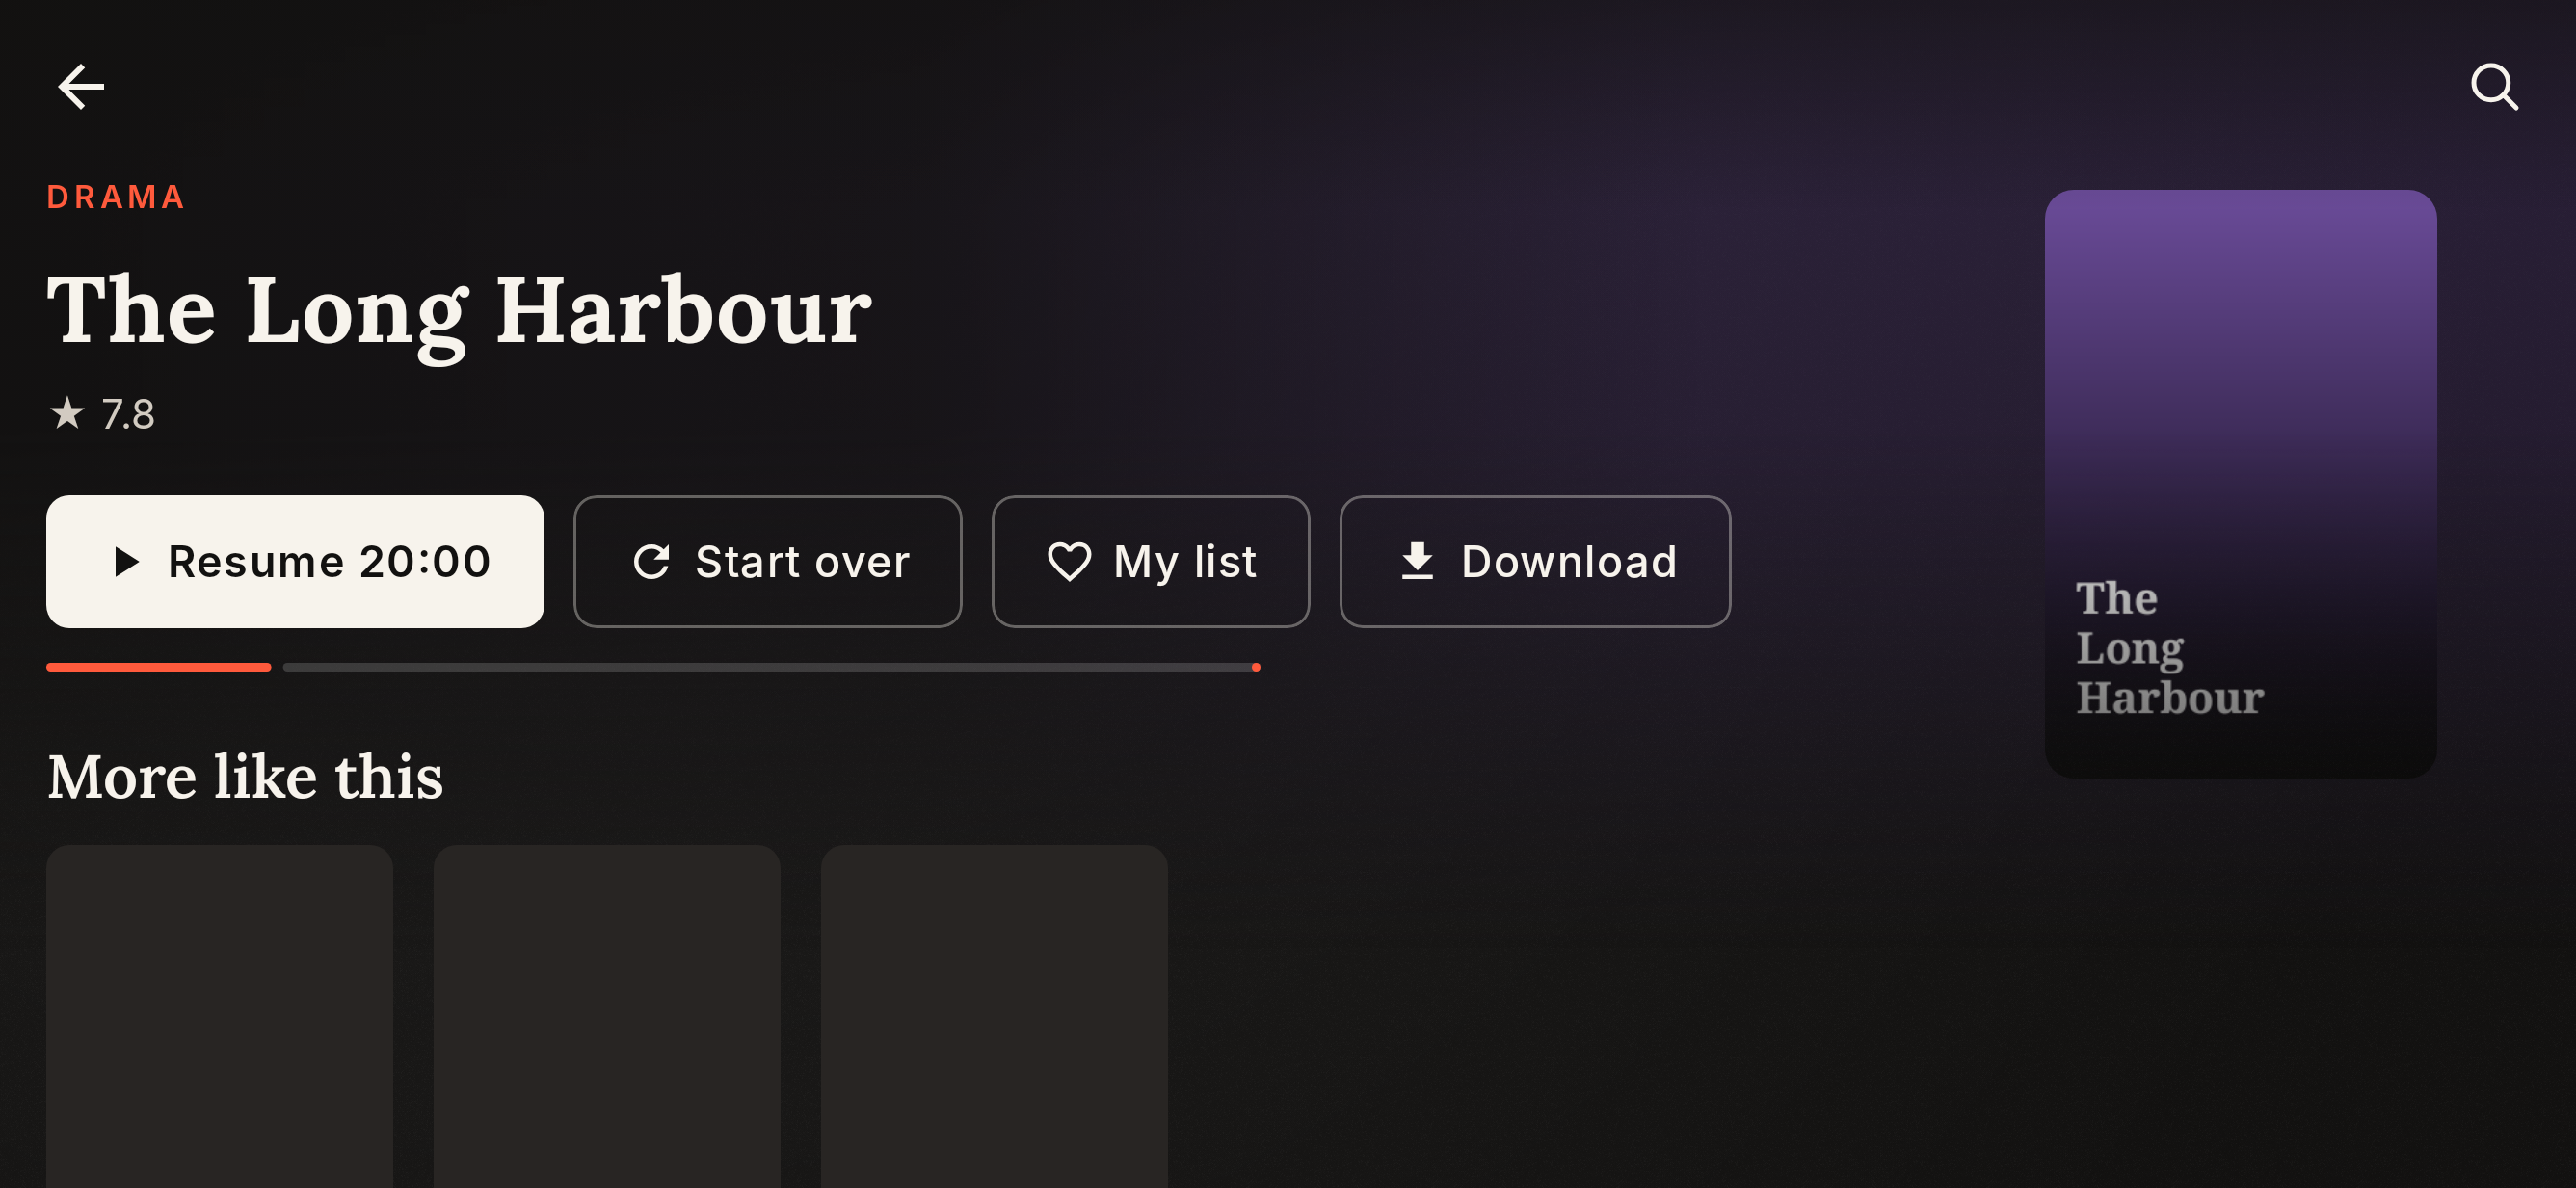 DRAMA
The Long Harbour
★ 7.8
Resume 20:00
Start over
My list
Download
The
Long
Harbour
More like this